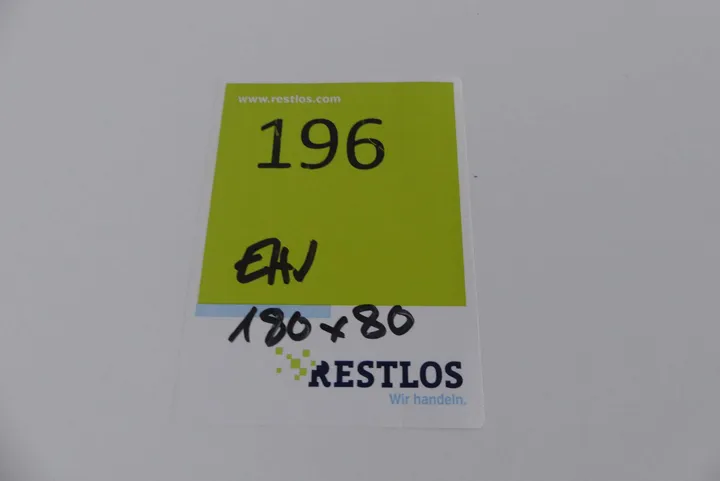 www.restlos.com
196
EHV
180x80
RESTLOS
Wir handeln.